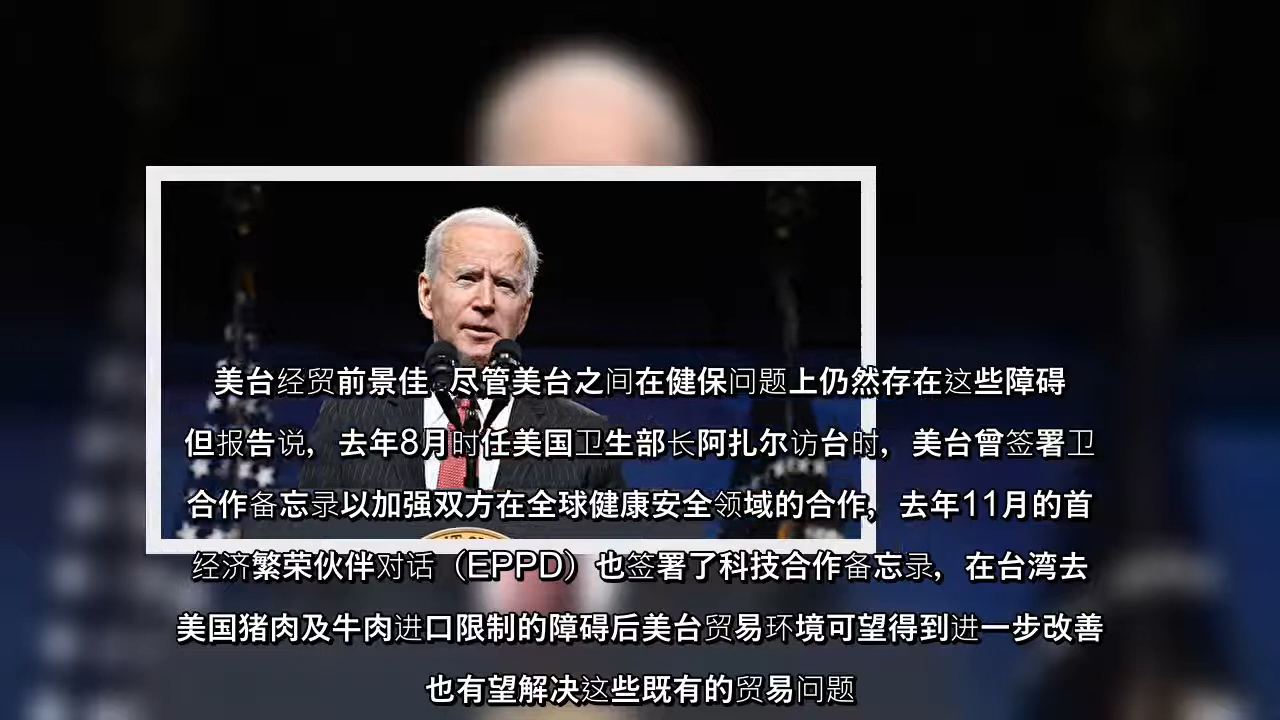 美台经贸前景佳 尽管美台之间在健保问题上仍然存在这些障碍
但报告说，去年8月时任美国卫生部长阿扎尔访台时，美台曾签署卫
合作备忘录以加强双方在全球健康安全领域的合作，去年11月的首
经济繁荣伙伴对话（EPPD）也签署了科技合作备忘录，在台湾去
美国猪肉及牛肉进口限制的障碍后美台贸易环境可望得到进一步改善
也有望解决这些既有的贸易问题